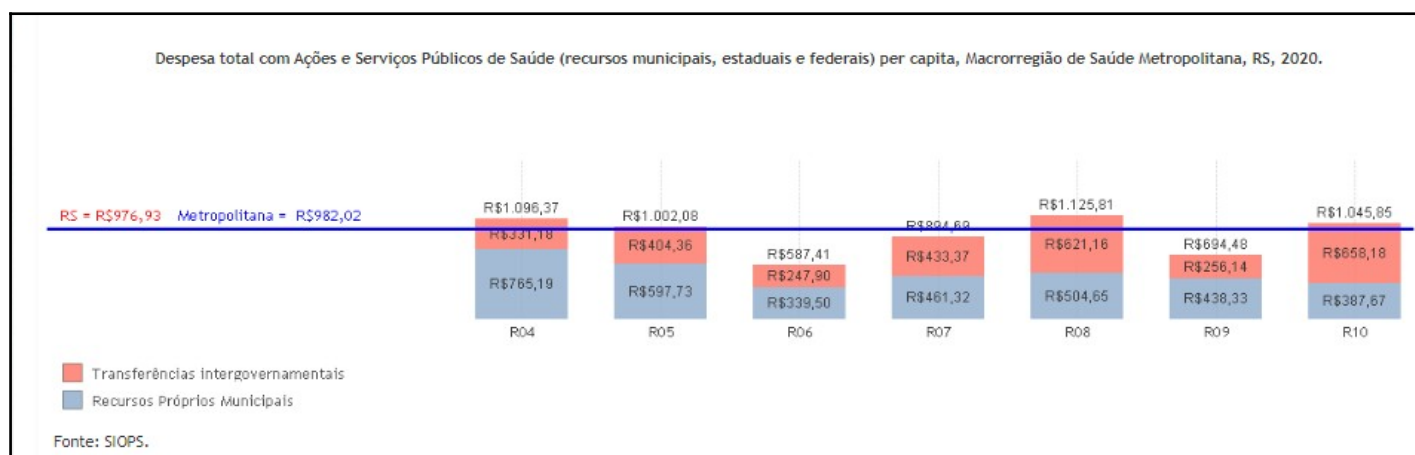 Despesa total com Ações e Serviços Públicos de Saúde (recursos municipais, estaduais e federais) per capita, Macrorregião de Saúde Metropolitana, RS, 2020.
RS = R$976,93 Metropolitana = R$982,02
R$1.096,37 R$1.002,08 R$587,41 R$894,69 R$1.125,81 R$694,48 R$1.045,85
R$331,18 R$404,36 R$247,90 R$433,37 R$621,16 R$256,14 R$658,18
R$765,19 R$597,73 R$339,50 R$461,32 R$504,65 R$438,33 R$387,67
R04 R05 R06 R07 R08 R09 R10
Transferências intergovernamentais
Recursos Próprios Municipais
Fonte: SIOPS.